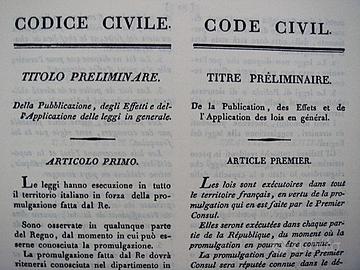 CODICE CIVILE.
TITOLO PRELIMINARE.
Della Pubblicazione, degli Effetti e del-
l'Applicazione delle leggi in generale.
ARTICOLO PRIMO.
Le leggi hanno esecuzione in tutto
il territorio italiano in forza della pro-
mulgazione fatta dal Re.
Sono osservate in qualunque parte
del Regno, dal momento in cui può es-
serne conosciuta la promulgazione.
La promulgazione fatta dal Re dovrà
ritenersi conosciuta nel dipartimento in
CODE CIVIL.
TITRE PRÉLIMINAIRE.
De la Publication, des Effets et de
l'Application des lois en général.
ARTICLE PREMIER.
Les lois sont exécutoires dans tout
le territoire français, en vertu de la pro-
mulgation qui en est faite par le Premier
Consul.
Elles seront exécutées dans chaque par-
tie de la République, du moment où la
promulgation en pourra être connue.
La promulgation faite par le Premier
Consul sera réputée connue dans le dé-